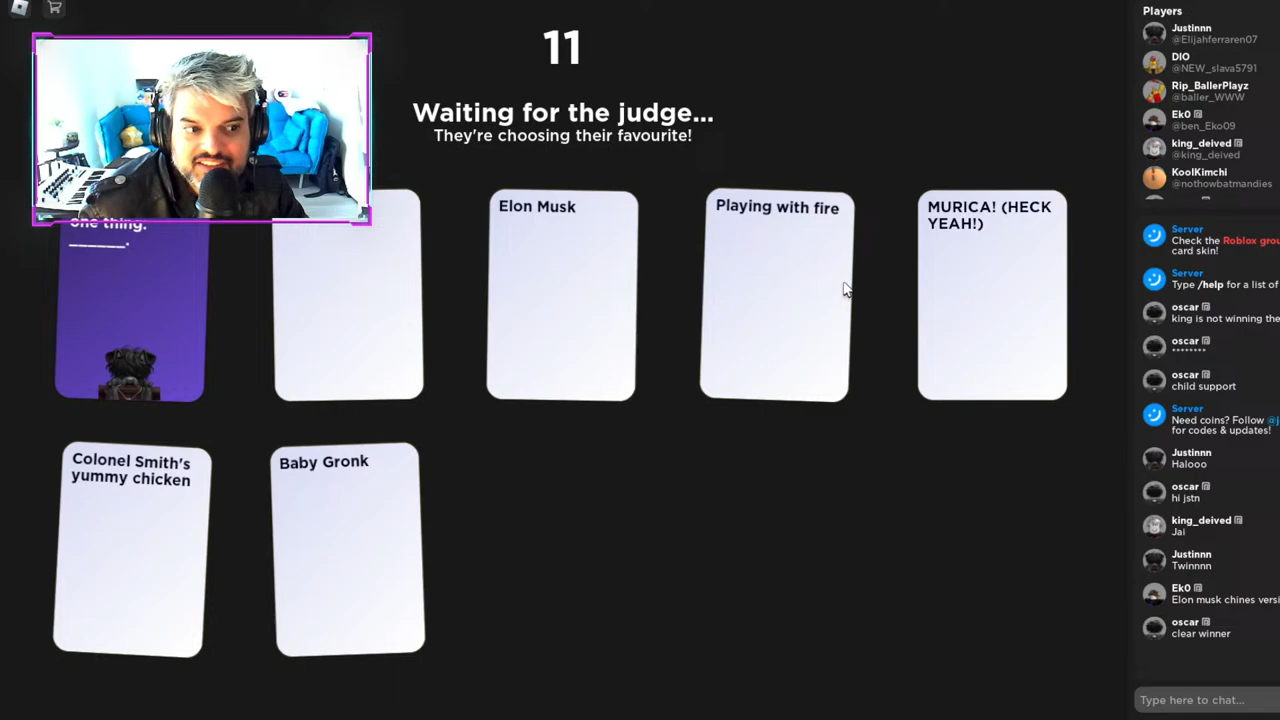 11
Waiting for the judge...
They're choosing their favourite!
One thing:
______.
Elon Musk
Playing with fire
MURICA! (HECK
YEAH!)
Colonel Smith's
yummy chicken
Baby Gronk
Players
Justinnn
@Elijahferraren07
DIO
@NEW_slava5791
Rip_BallerPlayz
@baller_WWW
Ek0
@ben_Eko09
king_deived
@king_deived
KoolKimchi
@nothowbatmandies
Server
Check the Roblox grou
card skin!
Server
Type /help for a list of
oscar
king is not winning the
oscar
********
oscar
child support
Server
Need coins? Follow @j
for codes & updates!
Justinnn
Halooo
oscar
hi jstn
king_deived
Jai
Justinnn
Twinnnn
Ek0
Elon musk chines versi
oscar
clear winner
Type here to chat...